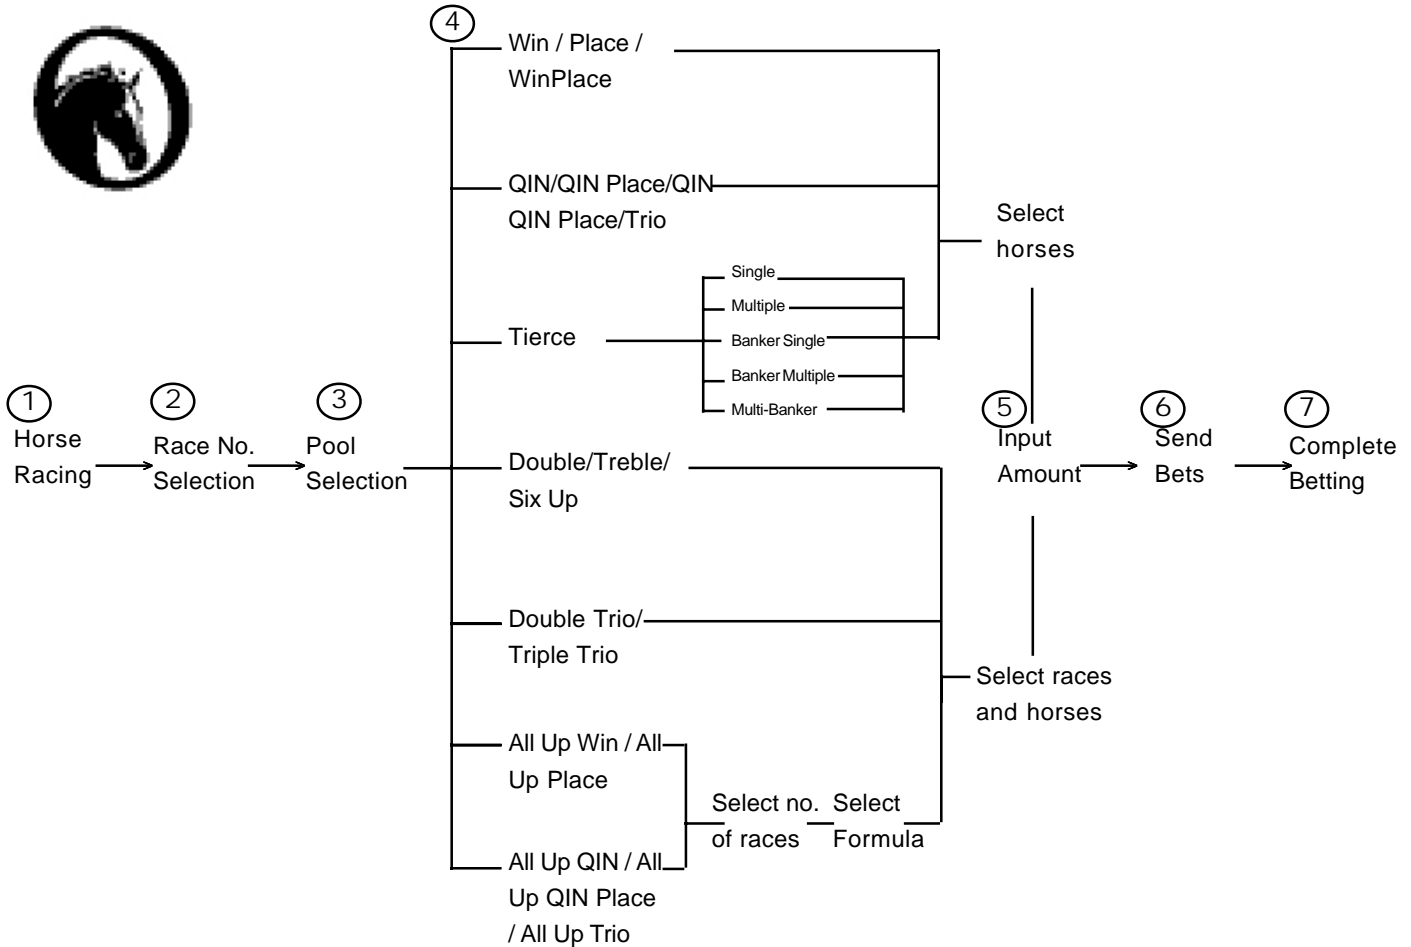 4
Win / Place /
WinPlace
QIN/QIN Place/QIN
QIN Place/Trio
Select
horses
Single
Multiple
Tierce
Banker Single
Banker Multiple
Multi-Banker
1
Horse
Racing
2
Race No.
Selection
3
Pool
Selection
Double/Treble/
Six Up
5
Input
Amount
6
Send
Bets
7
Complete
Betting
Double Trio/
Triple Trio
Select races
and horses
All Up Win / All
Up Place
Select no.
of races
Select
Formula
All Up QIN / All
Up QIN Place
/ All Up Trio